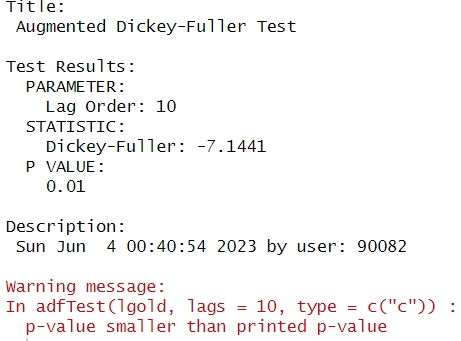 Title:
Augmented Dickey-Fuller Test
Test Results:
PARAMETER:
Lag Order: 10
STATISTIC:
Dickey-Fuller: -7.1441
P VALUE:
0.01
Description:
Sun Jun  4 00:40:54 2023 by user: 90082
Warning message:
In adfTest(lgold, lags = 10, type = c("c")) :
p-value smaller than printed p-value